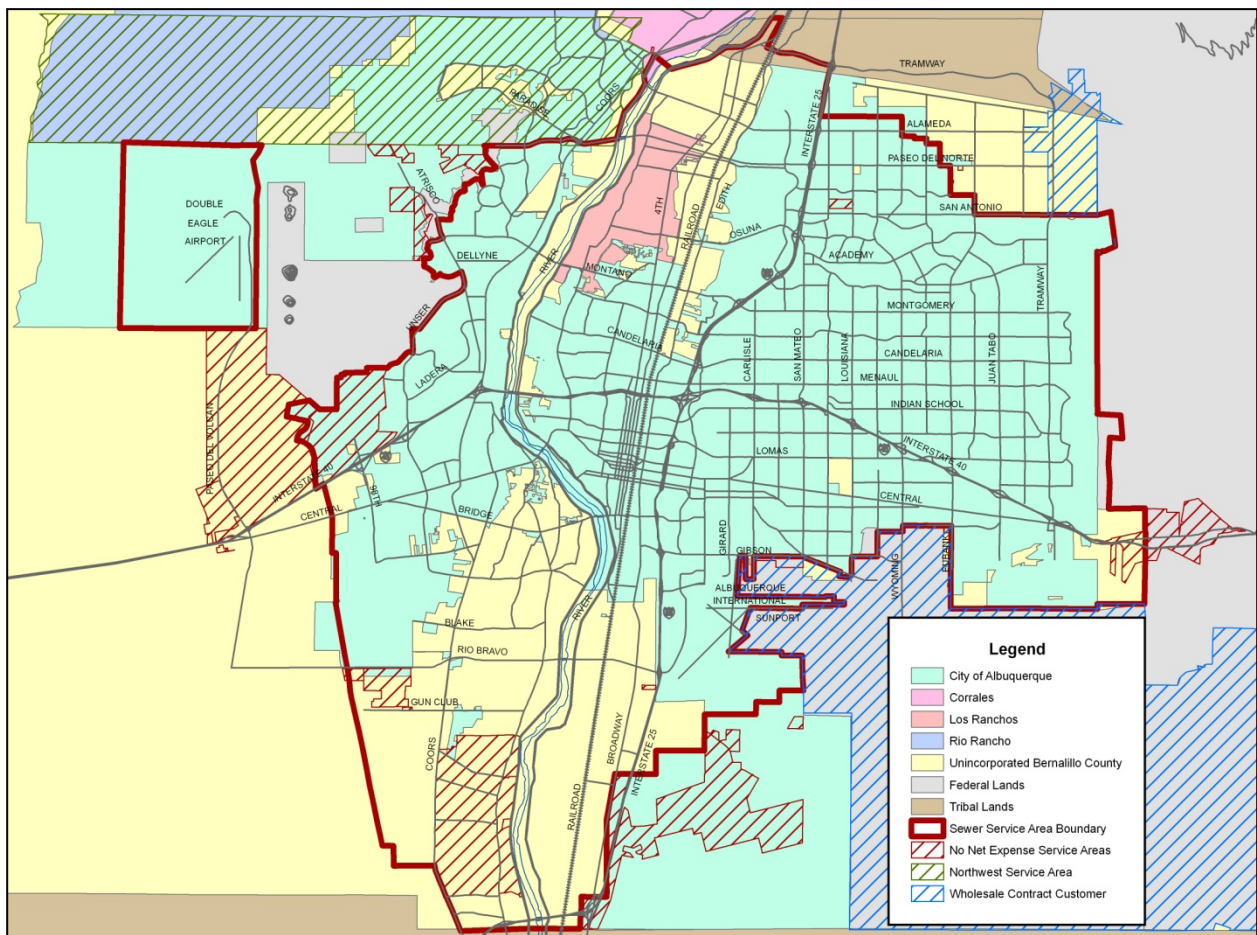 TRAMWAY
PARADISE
COORS
INTERSTATE 25
ALAMEDA
PASEO DEL NORTE
ATRISCO
DOUBLE
EAGLE
AIRPORT
4TH
RAILROAD
EDITH
SAN ANTONIO
OSUNA
DELLYNE
RIVER
MONTANO
ACADEMY
TRAMWAY
UNSER
MONTGOMERY
CANDELARIA
CARLISLE
SAN MATEO
LOUISIANA
CANDELARIA
JUAN TABO
LADERA
MENAUL
PASEO DEL VOLCAN
INDIAN SCHOOL
LOMAS
INTERSTATE 40
INTERSTATE 40
CENTRAL
98TH
BRIDGE
CENTRAL
GIRARD
GIBSON
WYOMING
EUBANK
ALBUQUERQUE
INTERNATIONAL
SUNPORT
RIVER
BLAKE
RIO BRAVO
GUN CLUB
COORS
RAILROAD
BROADWAY
INTERSTATE 25
Legend
City of Albuquerque
Corrales
Los Ranchos
Rio Rancho
Unincorporated Bernalillo County
Federal Lands
Tribal Lands
Sewer Service Area Boundary
No Net Expense Service Areas
Northwest Service Area
Wholesale Contract Customer